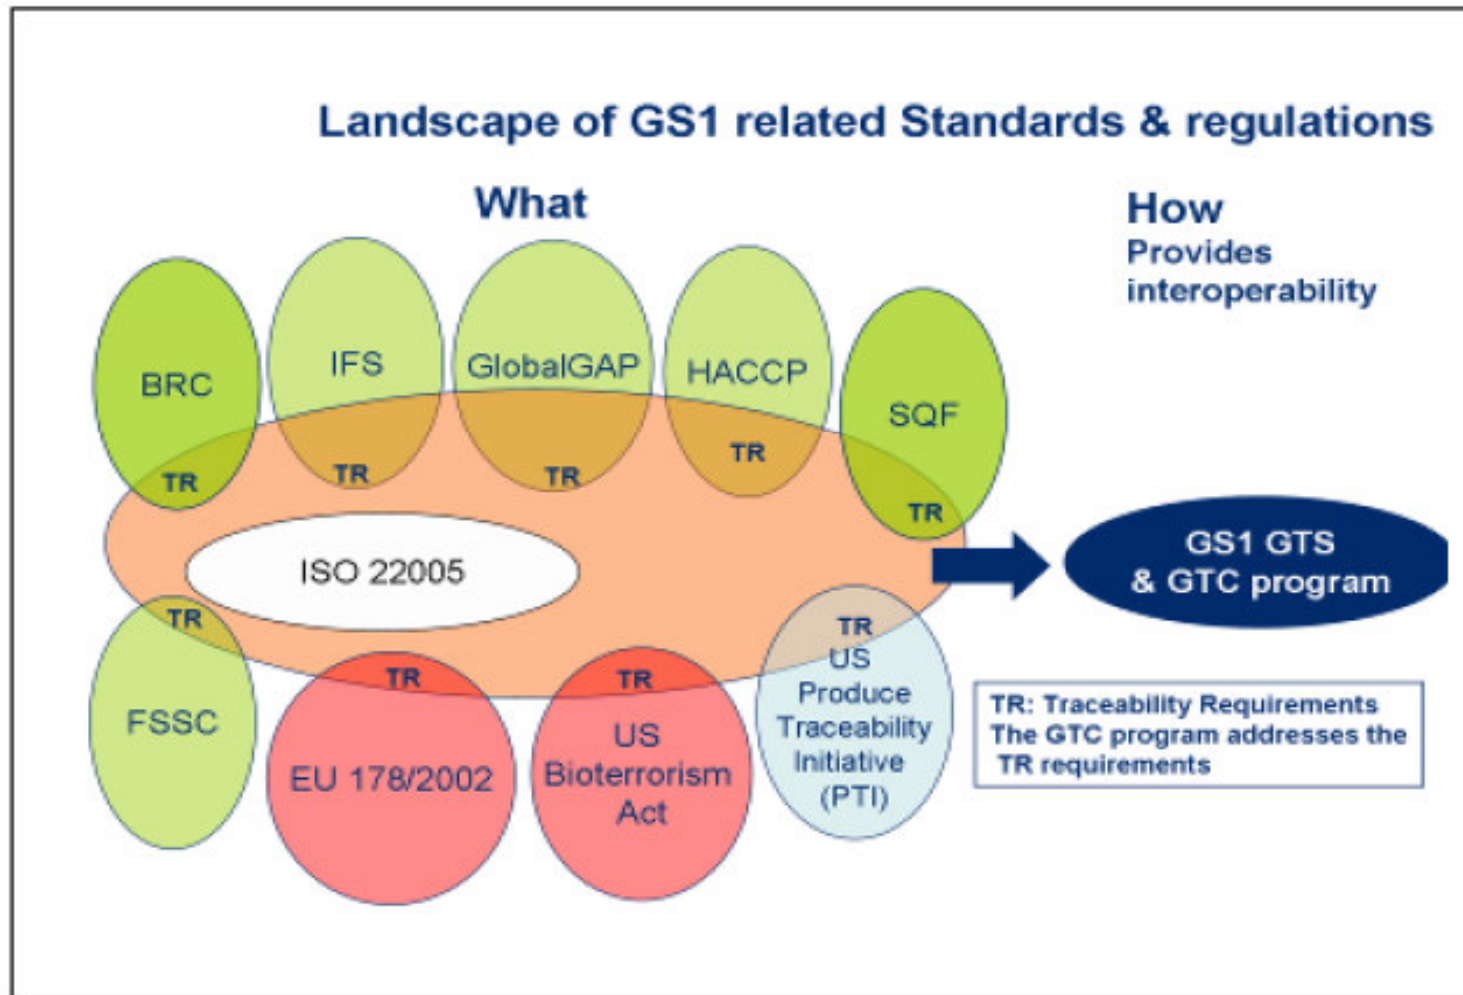 Landscape of GS1 related Standards & regulations
What
How
Provides
interoperability
BRC
IFS
GlobalGAP
HACCP
SQF
TR
TR
TR
TR
TR
ISO 22005
GS1 GTS
& GTC program
TR
FSSC
TR
EU 178/2002
TR
US
Bioterrorism
Act
TR
US
Produce
Traceability
Initiative
(PTI)
TR: Traceability Requirements
The GTC program addresses the
TR requirements